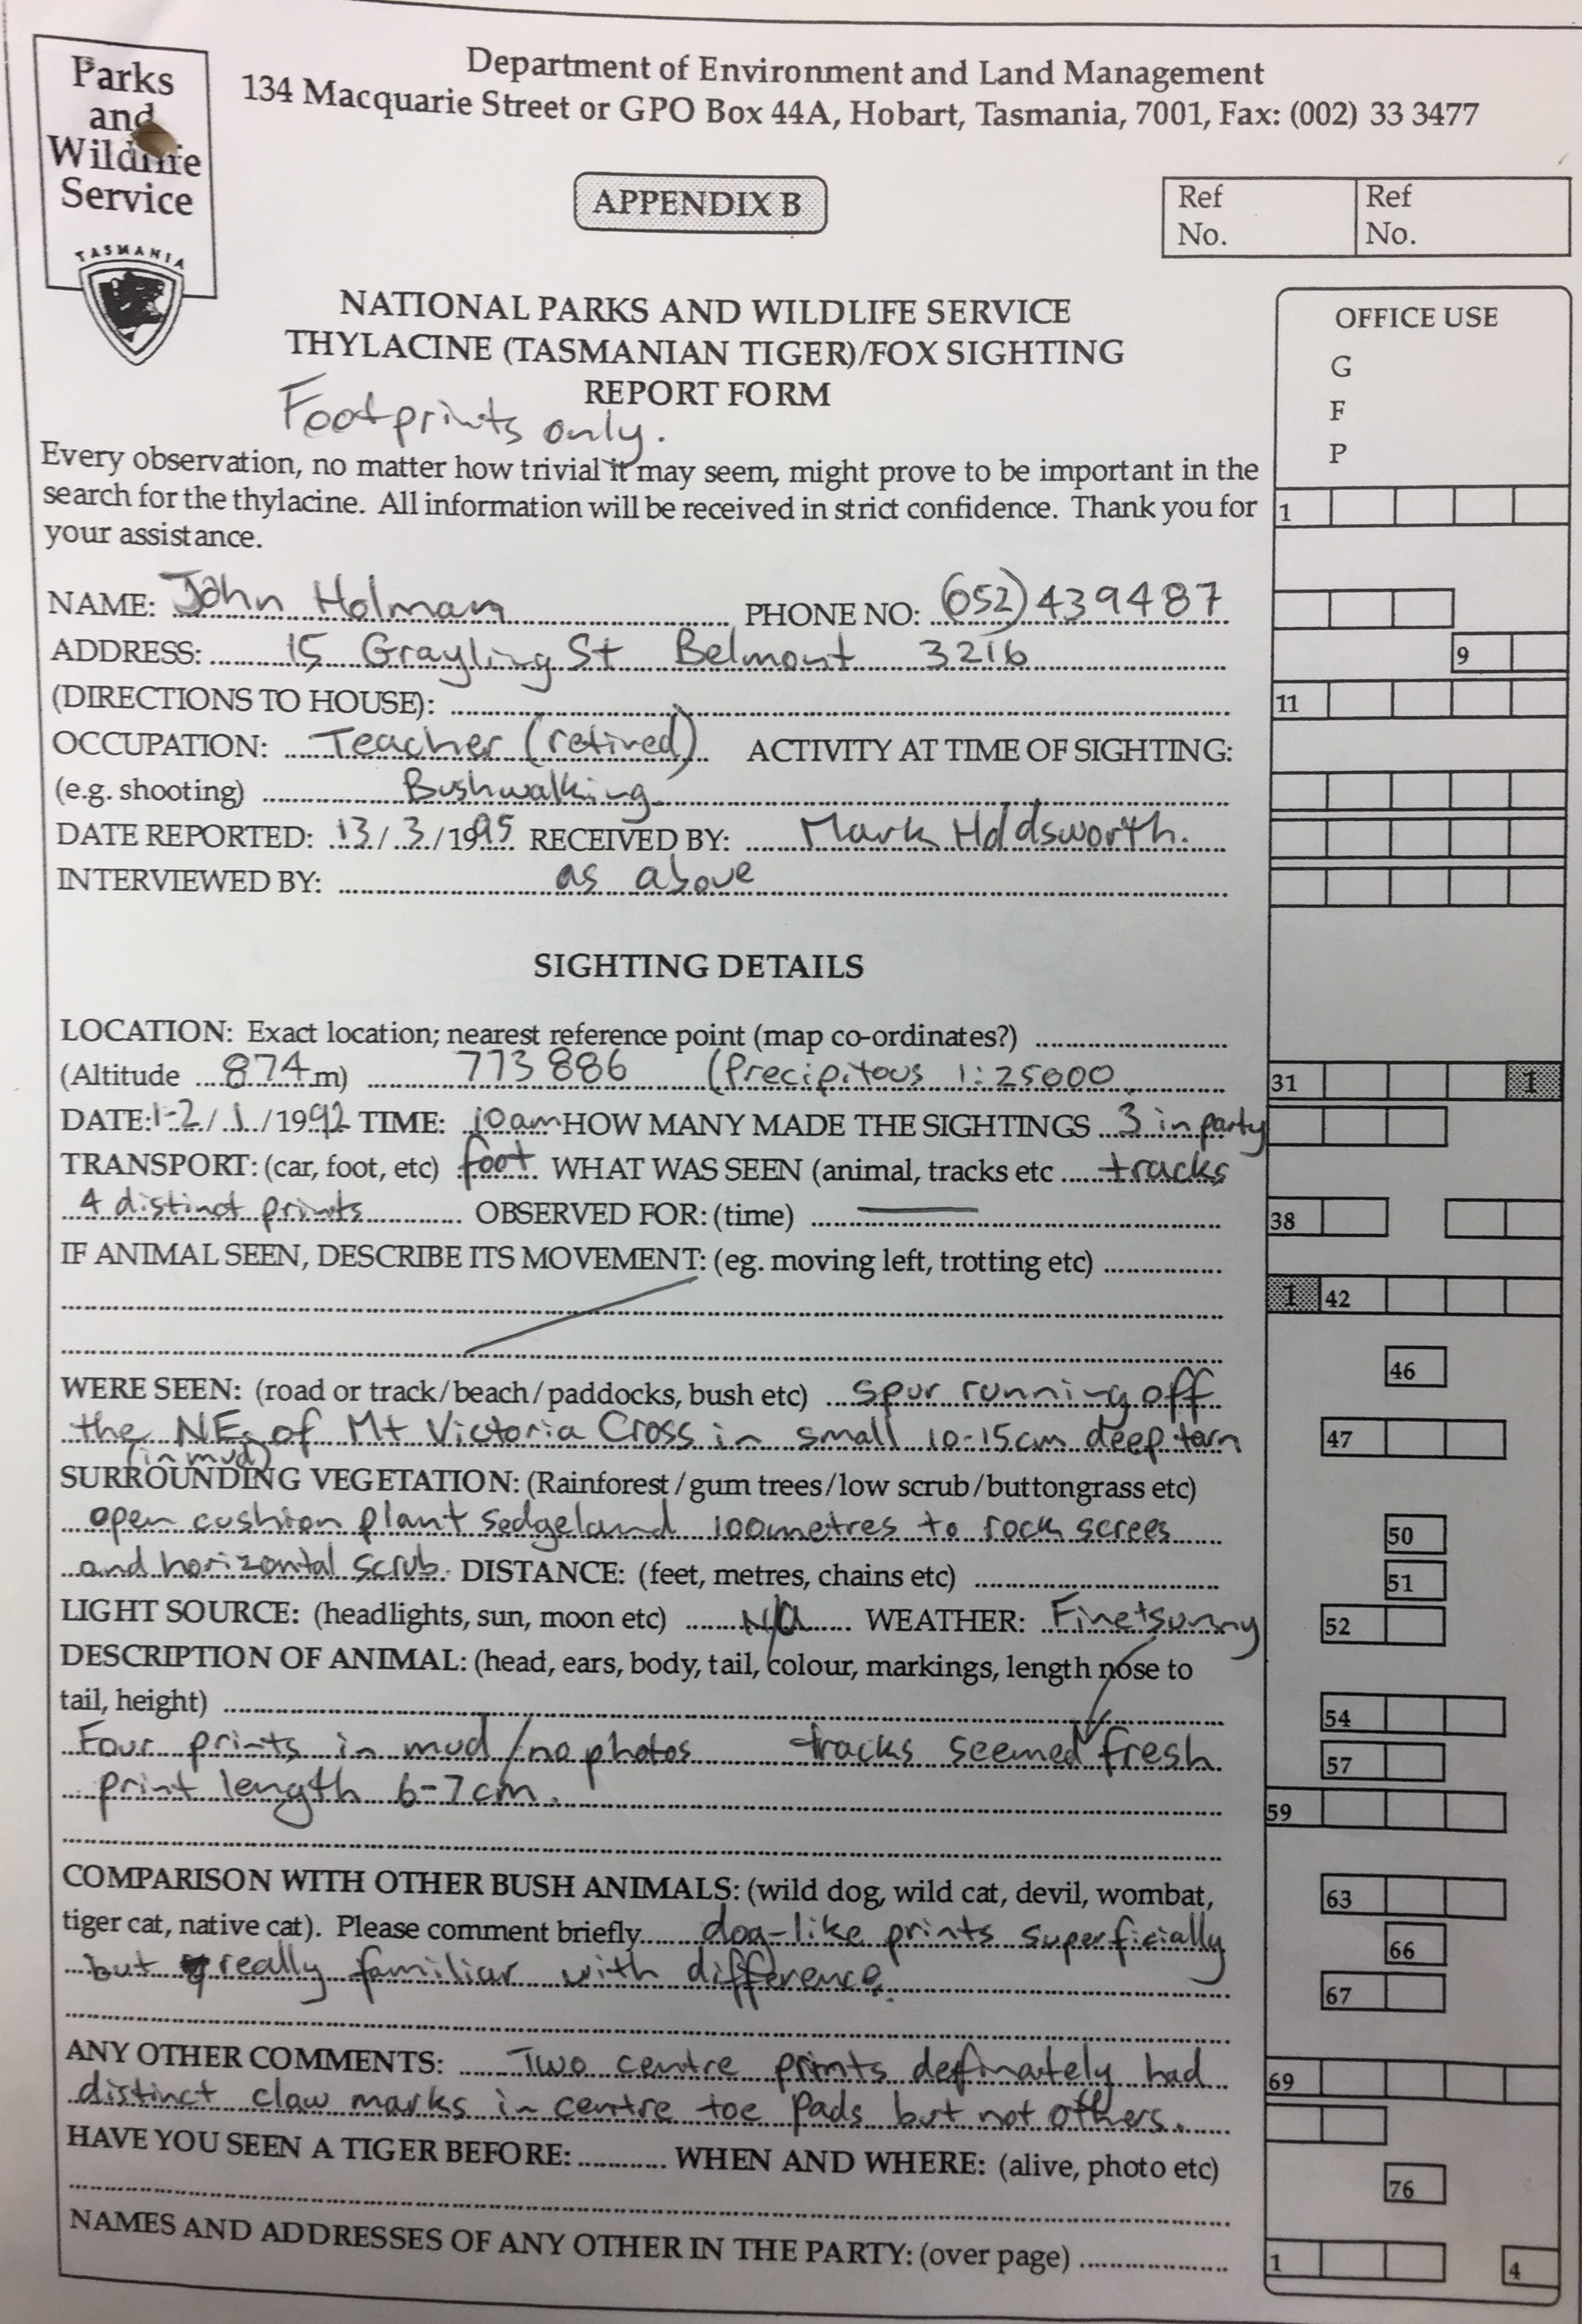 Parks
and
Wildlife
Service
TASMANIA
Department of Environment and Land Management
134 Macquarie Street or GPO Box 44A, Hobart, Tasmania, 7001, Fax: (002) 33 3477
APPENDIX B
Ref No.
Ref No.
NATIONAL PARKS AND WILDLIFE SERVICE
THYLACINE (TASMANIAN TIGER)/FOX SIGHTING
REPORT FORM
Footprints only.
OFFICE USE
G
F
P
Every observation, no matter how trivial it may seem, might prove to be important in the
search for the thylacine. All information will be received in strict confidence. Thank you for
your assistance.
1
NAME: John Holman PHONE NO: (052) 439487
ADDRESS: 15 Grayling St Belmont 3216
9
(DIRECTIONS TO HOUSE):
11
OCCUPATION: Teacher (retired) ACTIVITY AT TIME OF SIGHTING:
(e.g. shooting) Bushwalking
DATE REPORTED: 13/3/1995 RECEIVED BY: Mark Holdsworth.
INTERVIEWED BY: as above
SIGHTING DETAILS
LOCATION: Exact location; nearest reference point (map co-ordinates?)
(Altitude 874 m) 773 886 (Precipitous 1:25000
31 1
DATE: 1-2/1/1992 TIME: 10am HOW MANY MADE THE SIGHTINGS 3 in party
TRANSPORT: (car, foot, etc) foot. WHAT WAS SEEN (animal, tracks etc tracks
4 distinct prints OBSERVED FOR: (time)
38
IF ANIMAL SEEN, DESCRIBE ITS MOVEMENT: (eg. moving left, trotting etc)
1 42
46
WERE SEEN: (road or track/beach/paddocks, bush etc) spur running off
the NE of Mt Victoria Cross in small 10-15cm deep tarn
47
(in mud)
SURROUNDING VEGETATION: (Rainforest/gum trees/low scrub/buttongrass etc)
open cushion plant sedgeland 100metres to rock screes
50
and horizontal scrub. DISTANCE: (feet, metres, chains etc)
51
LIGHT SOURCE: (headlights, sun, moon etc) N/A WEATHER: Fine+sunny
52
DESCRIPTION OF ANIMAL: (head, ears, body, tail, colour, markings, length nose to
tail, height)
54
Four prints in mud/no photos tracks seemed fresh
57
print length 6-7cm.
59
COMPARISON WITH OTHER BUSH ANIMALS: (wild dog, wild cat, devil, wombat,
63
tiger cat, native cat). Please comment briefly dog-like prints superficially
66
but really familiar with difference.
67
ANY OTHER COMMENTS: Two centre prints definately had
69
distinct claw marks in centre toe pads but not others.
HAVE YOU SEEN A TIGER BEFORE: WHEN AND WHERE: (alive, photo etc)
76
NAMES AND ADDRESSES OF ANY OTHER IN THE PARTY: (over page)
1 4